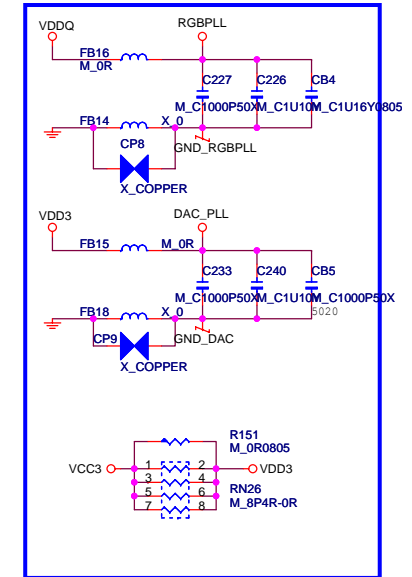 VDDQ
RGBPLL
FB16
M_0R
C227
C226
CB4
M_C1000P50X
M_C1U10M
M_C1U16Y0805
FB14
X_0
GND_RGBPLL
CP8
X_COPPER
VDD3
DAC_PLL
FB15
M_0R
C233
C240
CB5
M_C1000P50X
M_C1U10M
M_C1000P50X
5020
FB18
X_0
GND_DAC
CP9
X_COPPER
R151
M_0R0805
VCC3
1
2
VDD3
3
4
5
6
7
8
RN26
M_8P4R-0R